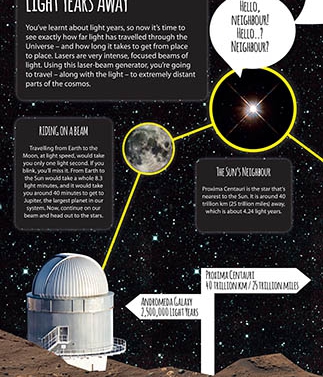 LIGHT YEARS AWAY
You've learnt about light years, so now it's time to
see exactly how far light has travelled through the
Universe – and how long it takes to get from place
to place. Lasers are very intense, focused beams of
light. Using this laser-beam generator, you're going
to travel – along with the light – to extremely distant
parts of the cosmos.
HELLO,
NEIGHBOUR!
HELLO..?
NEIGHBOUR?
RIDING ON A BEAM
Travelling from Earth to the
Moon, at light speed, would take
you only one light second. If you
blink, you'll miss it. From Earth to
the Sun would take a whole 8.3
light minutes, and it would take
you around 40 minutes to get to
Jupiter, the largest planet in our
system. Now, continue on our
beam and head out to the stars.
THE SUN'S NEIGHBOUR
Proxima Centauri is the star that's
nearest to the Sun. It is around 40
trillion km (25 trillion miles) away,
which is about 4.24 light years.
PROXIMA CENTAURI
40 TRILLION KM / 25 TRILLION MILES
ANDROMEDA GALAXY
2,500,000 LIGHT YEARS